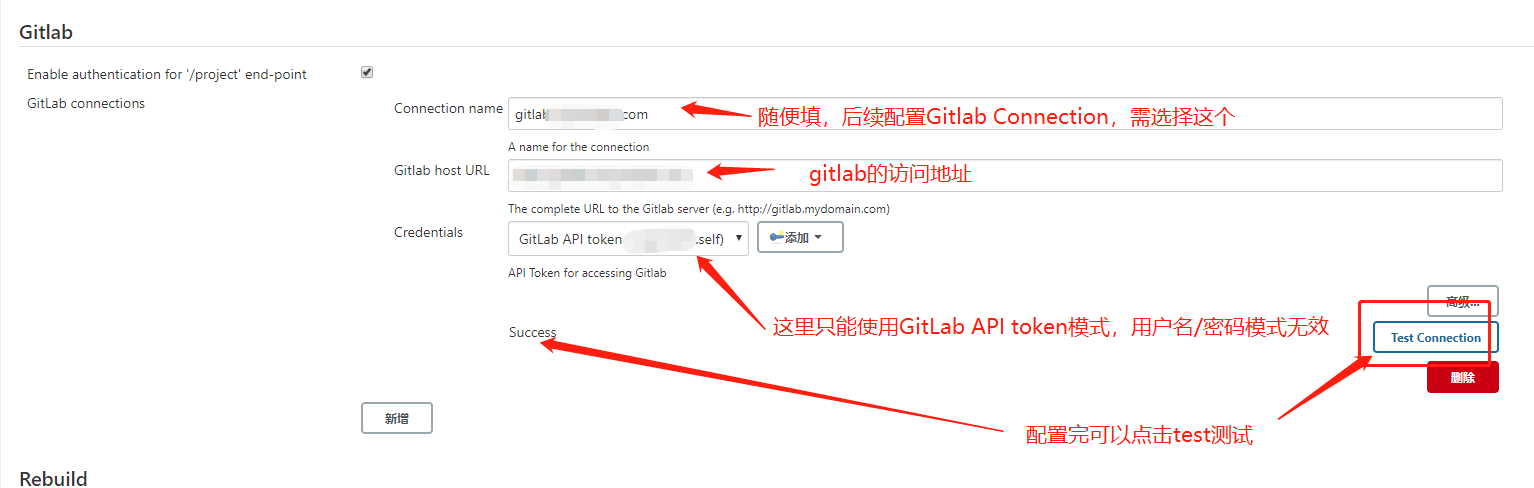 Gitlab
Enable authentication for '/project' end-point
GitLab connections
Connection name
gitlab com
随便填，后续配置Gitlab Connection，需选择这个
A name for the connection
Gitlab host URL
gitlab的访问地址
The complete URL to the Gitlab server (e.g. http://gitlab.mydomain.com)
Credentials
GitLab API token .self)
添加
API Token for accessing Gitlab
高级...
这里只能使用GitLab API token模式，用户名/密码模式无效
Success
Test Connection
删除
新增
配置完可以点击test测试
Rebuild